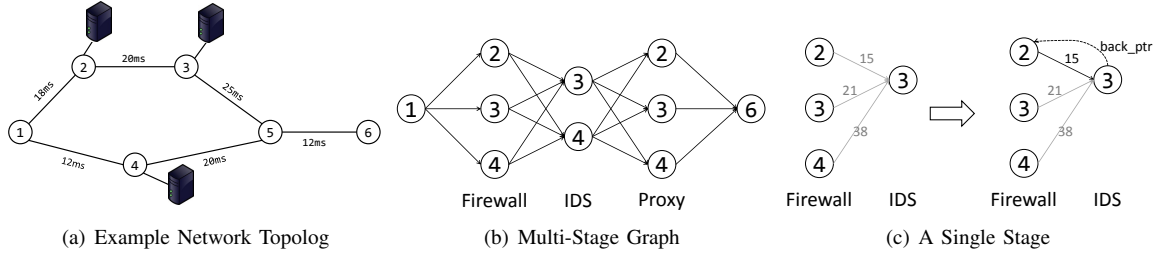 2
20ms
3
18ms
25ms
1
5
6
12ms
12ms
4
20ms
(a) Example Network Topolog
2
3
1
3
4
4
2
3
6
4
Firewall IDS Proxy
(b) Multi-Stage Graph
2
15
3
21
3
38
4
Firewall IDS
back_ptr
2
15
3
21
3
38
4
Firewall IDS
(c) A Single Stage